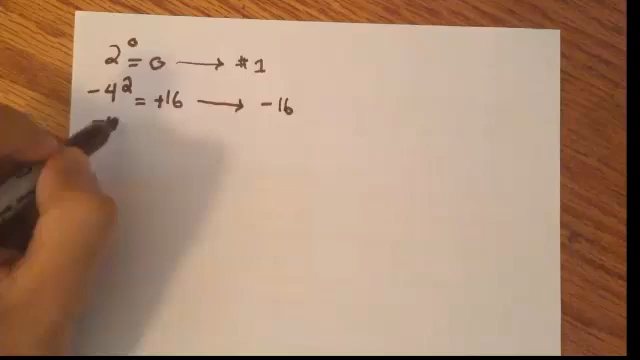 2⁰ = 0 → #1
-4² = +16 → -16